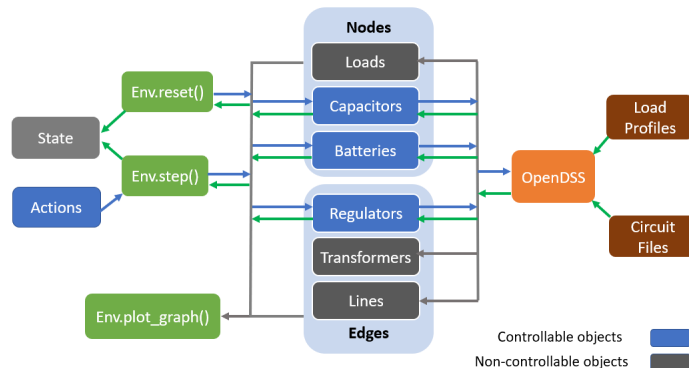 Nodes
Loads
Env.reset()
Capacitors
Load
Profiles
State
Batteries
Env.step()
OpenDSS
Actions
Regulators
Circuit
Files
Transformers
Lines
Env.plot_graph()
Edges
Controllable objects
Non-controllable objects